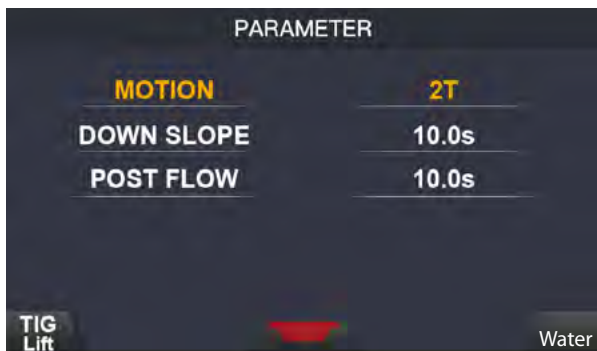 PARAMETER
MOTION 2T
DOWN SLOPE 10.0s
POST FLOW 10.0s
TIG
Lift
Water